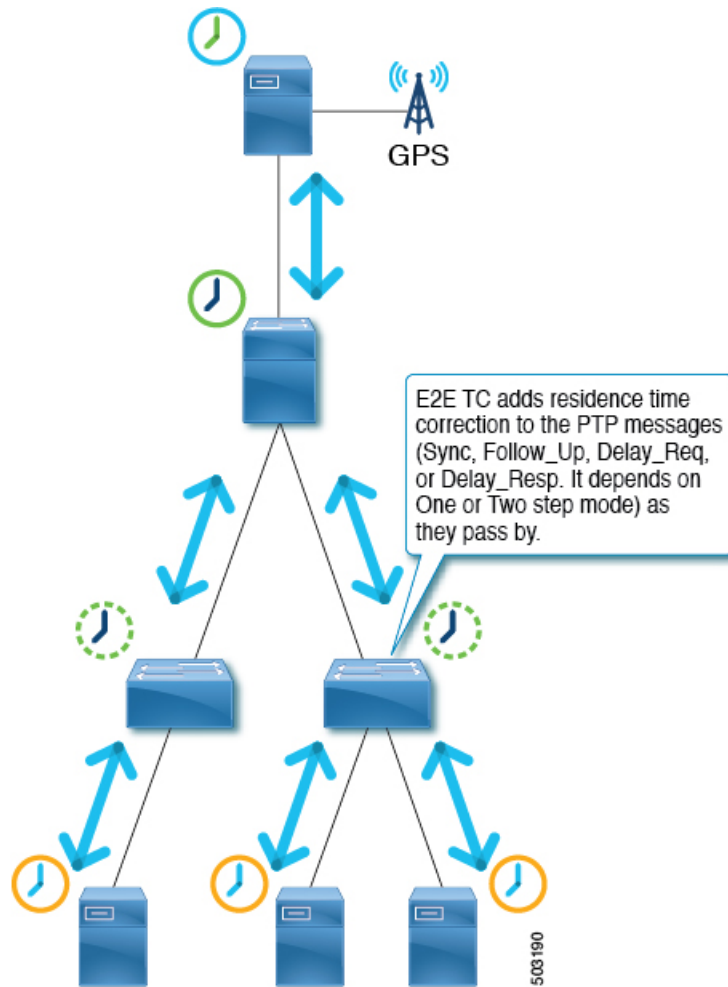 GPS
E2E TC adds residence time
correction to the PTP messages
(Sync, Follow_Up, Delay_Req,
or Delay_Resp. It depends on
One or Two step mode) as
they pass by.
503190